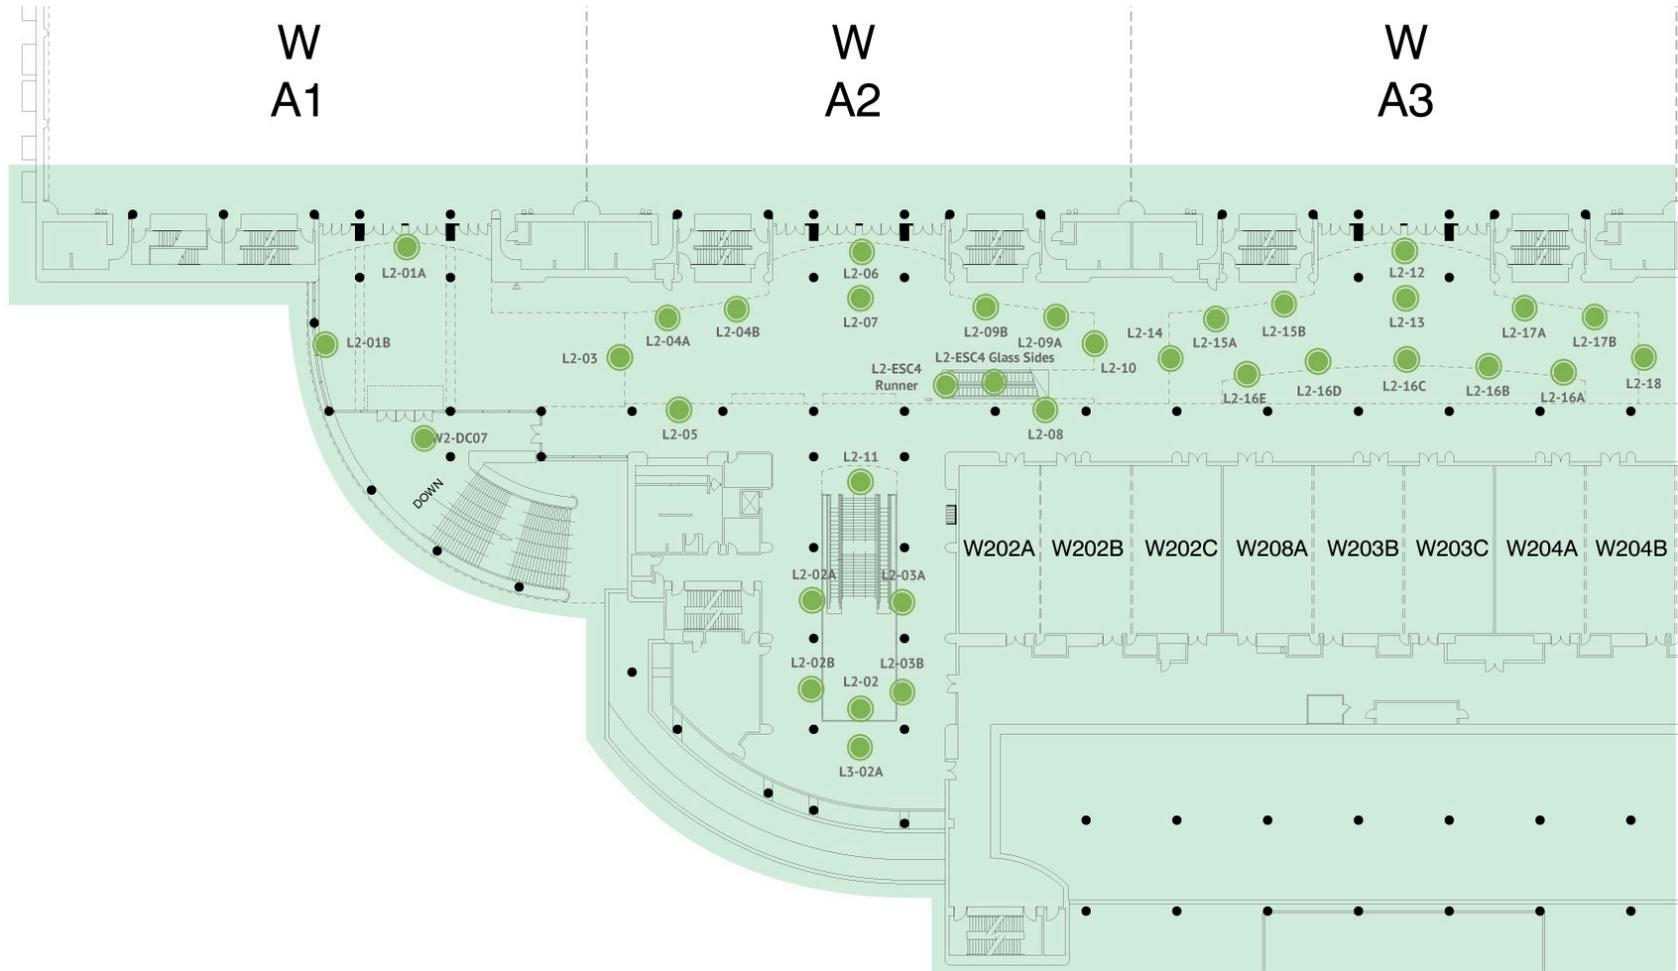 W
A1
W
A2
W
A3
L2-01A
L2-06
L2-12
L2-07
L2-13
L2-01B
L2-04A
L2-04B
L2-09B
L2-09A
L2-14
L2-15A
L2-15B
L2-17A
L2-17B
L2-03
L2-ESC4 Glass Sides
L2-10
L2-ESC4
Runner
L2-16E
L2-16D
L2-16C
L2-16B
L2-16A
L2-18
L2-05
L2-08
W2-DC07
L2-11
DOWN
W202A
W202B
W202C
W208A
W203B
W203C
W204A
W204B
L2-02A
L2-03A
L2-02B
L2-03B
L2-02
L3-02A